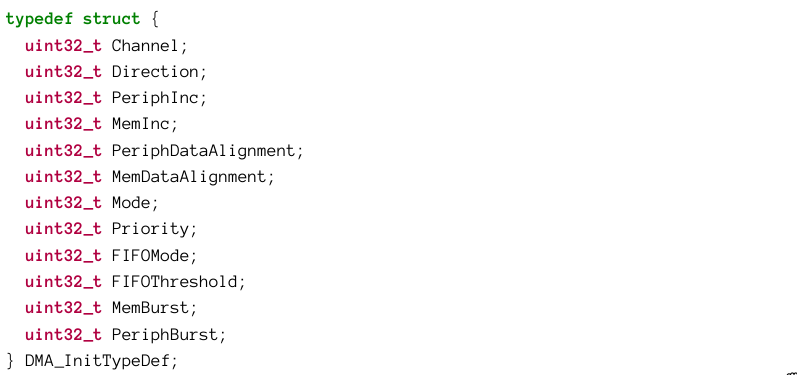 typedef struct {
  uint32_t Channel;
  uint32_t Direction;
  uint32_t PeriphInc;
  uint32_t MemInc;
  uint32_t PeriphDataAlignment;
  uint32_t MemDataAlignment;
  uint32_t Mode;
  uint32_t Priority;
  uint32_t FIFOMode;
  uint32_t FIFOThreshold;
  uint32_t MemBurst;
  uint32_t PeriphBurst;
} DMA_InitTypeDef;